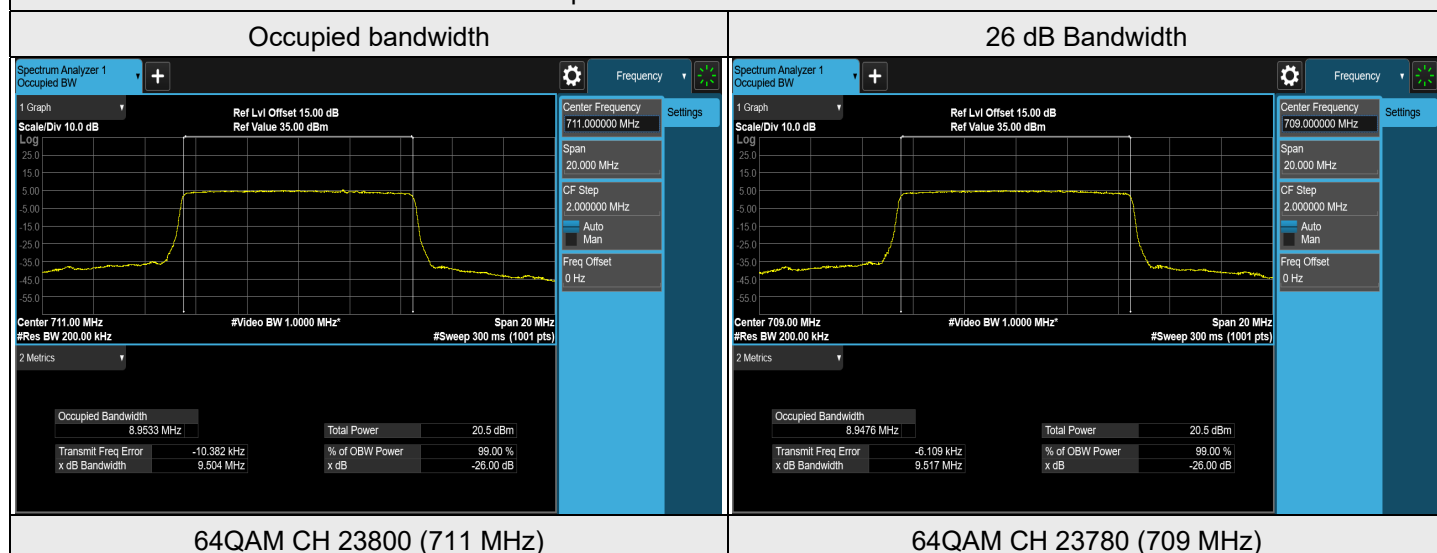 Occupied bandwidth
26 dB Bandwidth
Spectrum Analyzer 1
Occupied BW
+
Frequency
1 Graph
Ref Lvl Offset 15.00 dB
Scale/Div 10.0 dB
Ref Value 35.00 dBm
Log
25.0
15.0
5.00
-5.00
-15.0
-25.0
-35.0
-45.0
-55.0
Center 711.00 MHz
#Video BW 1.0000 MHz*
Span 20 MHz
#Res BW 200.00 kHz
#Sweep 300 ms (1001 pts)
Center Frequency
711.000000 MHz
Settings
Span
20.000 MHz
CF Step
2.000000 MHz
Auto
Man
Freq Offset
0 Hz
2 Metrics
Occupied Bandwidth
8.9533 MHz
Total Power 20.5 dBm
Transmit Freq Error -10.382 kHz
% of OBW Power 99.00 %
x dB Bandwidth 9.504 MHz
x dB -26.00 dB
Spectrum Analyzer 1
Occupied BW
+
Frequency
1 Graph
Ref Lvl Offset 15.00 dB
Scale/Div 10.0 dB
Ref Value 35.00 dBm
Log
25.0
15.0
5.00
-5.00
-15.0
-25.0
-35.0
-45.0
-55.0
Center 709.00 MHz
#Video BW 1.0000 MHz*
Span 20 MHz
#Res BW 200.00 kHz
#Sweep 300 ms (1001 pts)
Center Frequency
709.000000 MHz
Settings
Span
20.000 MHz
CF Step
2.000000 MHz
Auto
Man
Freq Offset
0 Hz
2 Metrics
Occupied Bandwidth
8.9476 MHz
Total Power 20.5 dBm
Transmit Freq Error -6.109 kHz
% of OBW Power 99.00 %
x dB Bandwidth 9.517 MHz
x dB -26.00 dB
64QAM CH 23800 (711 MHz)
64QAM CH 23780 (709 MHz)